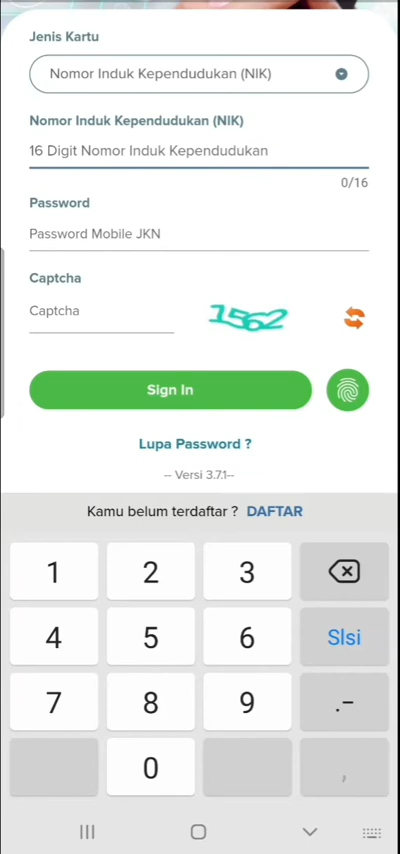 Jenis Kartu
Nomor Induk Kependudukan (NIK)
Nomor Induk Kependudukan (NIK)
16 Digit Nomor Induk Kependudukan
0/16
Password
Password Mobile JKN
Captcha
Captcha
1562
Sign In
Lupa Password ?
-- Versi 3.7.1--
Kamu belum terdaftar ? DAFTAR
1 2 3
4 5 6 Slsi
7 8 9 .-
0 ,